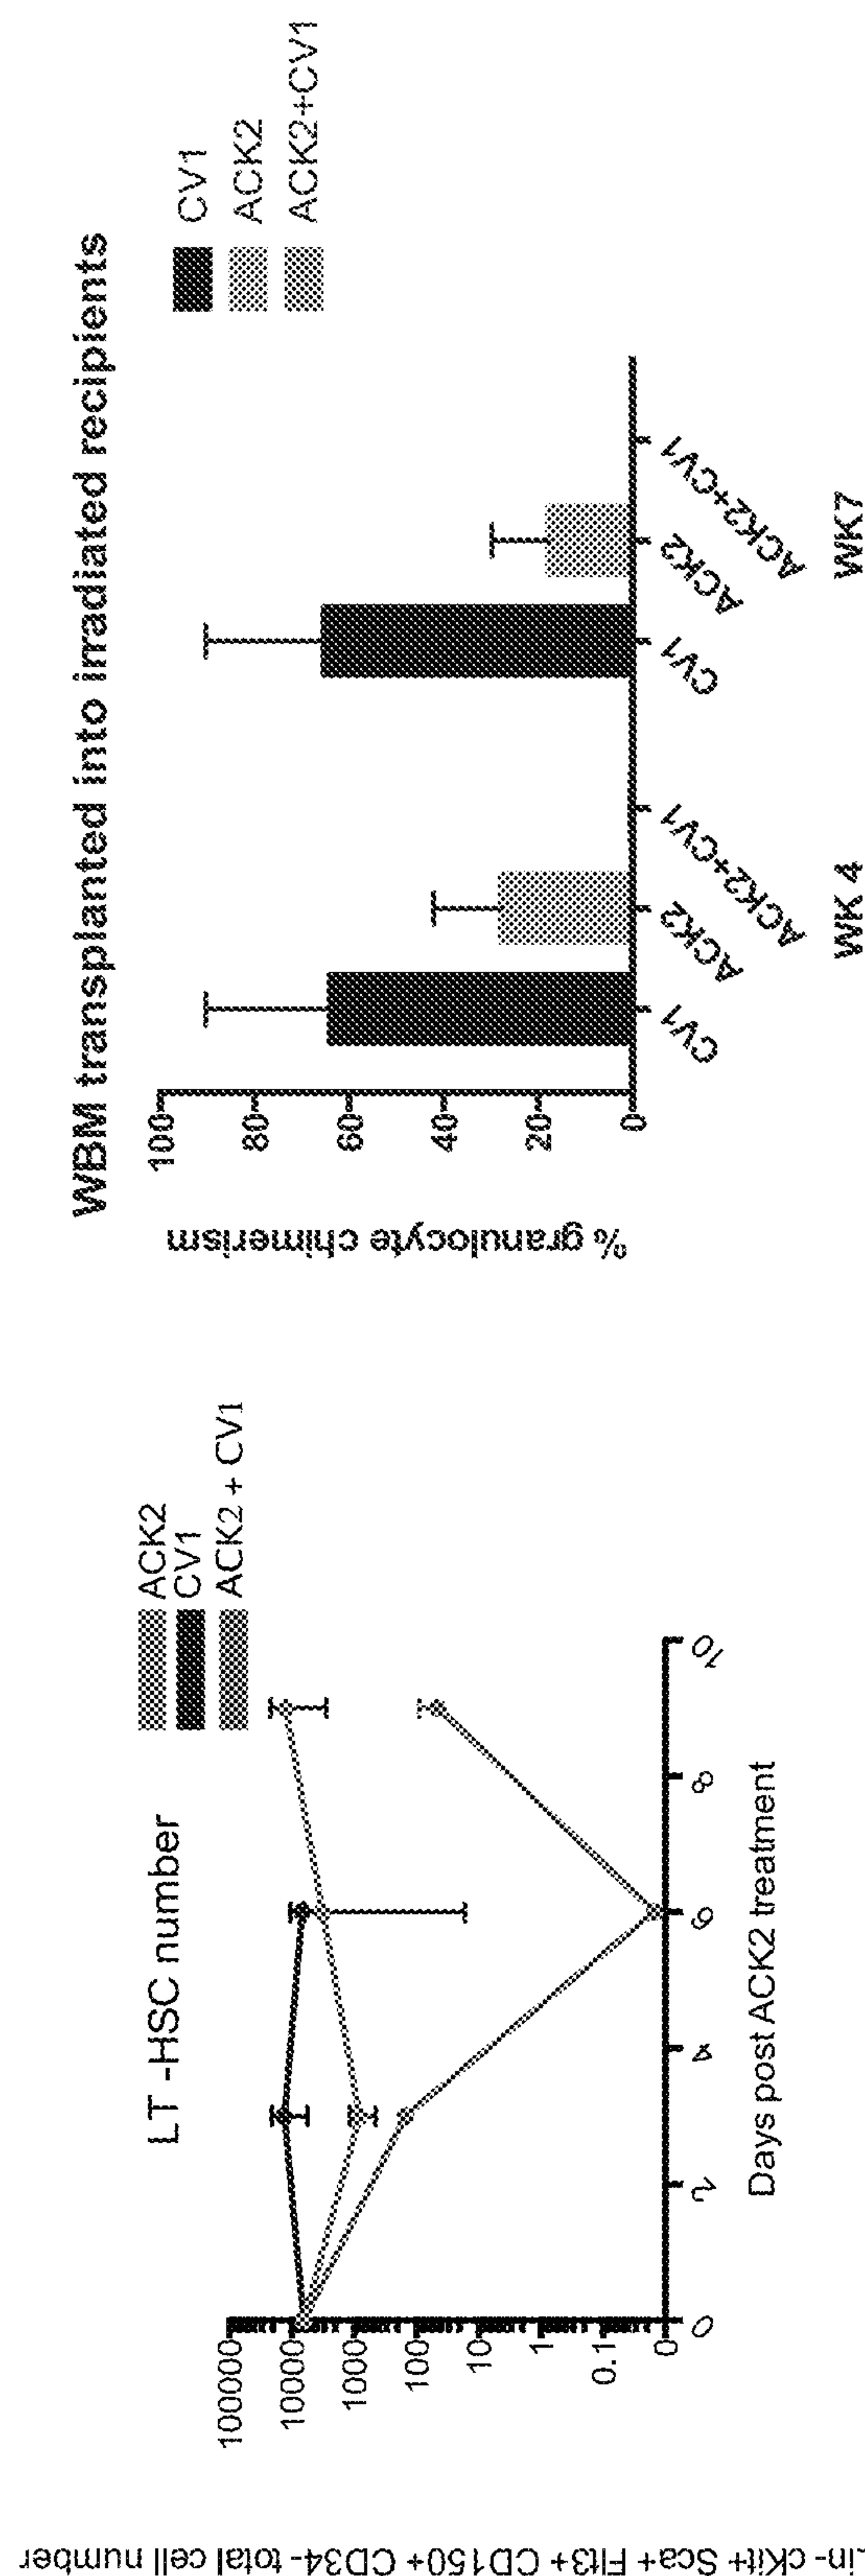 LT -HSC number
ACK2
CV1
ACK2 + CV1
in- cKit+ Sca+ Flt3+ CD150+ CD34- total cell number
100000
10000
1000
100
10
1
0.1
0
0
2
4
6
8
10
Days post ACK2 treatment
WBM transplanted into irradiated recipients
CV1
ACK2
ACK2+CV1
% granulocyte chimerism
100
80
60
40
20
0
CV1
ACK2
ACK2+CV1
CV1
ACK2
ACK2+CV1
WK 4
WK7